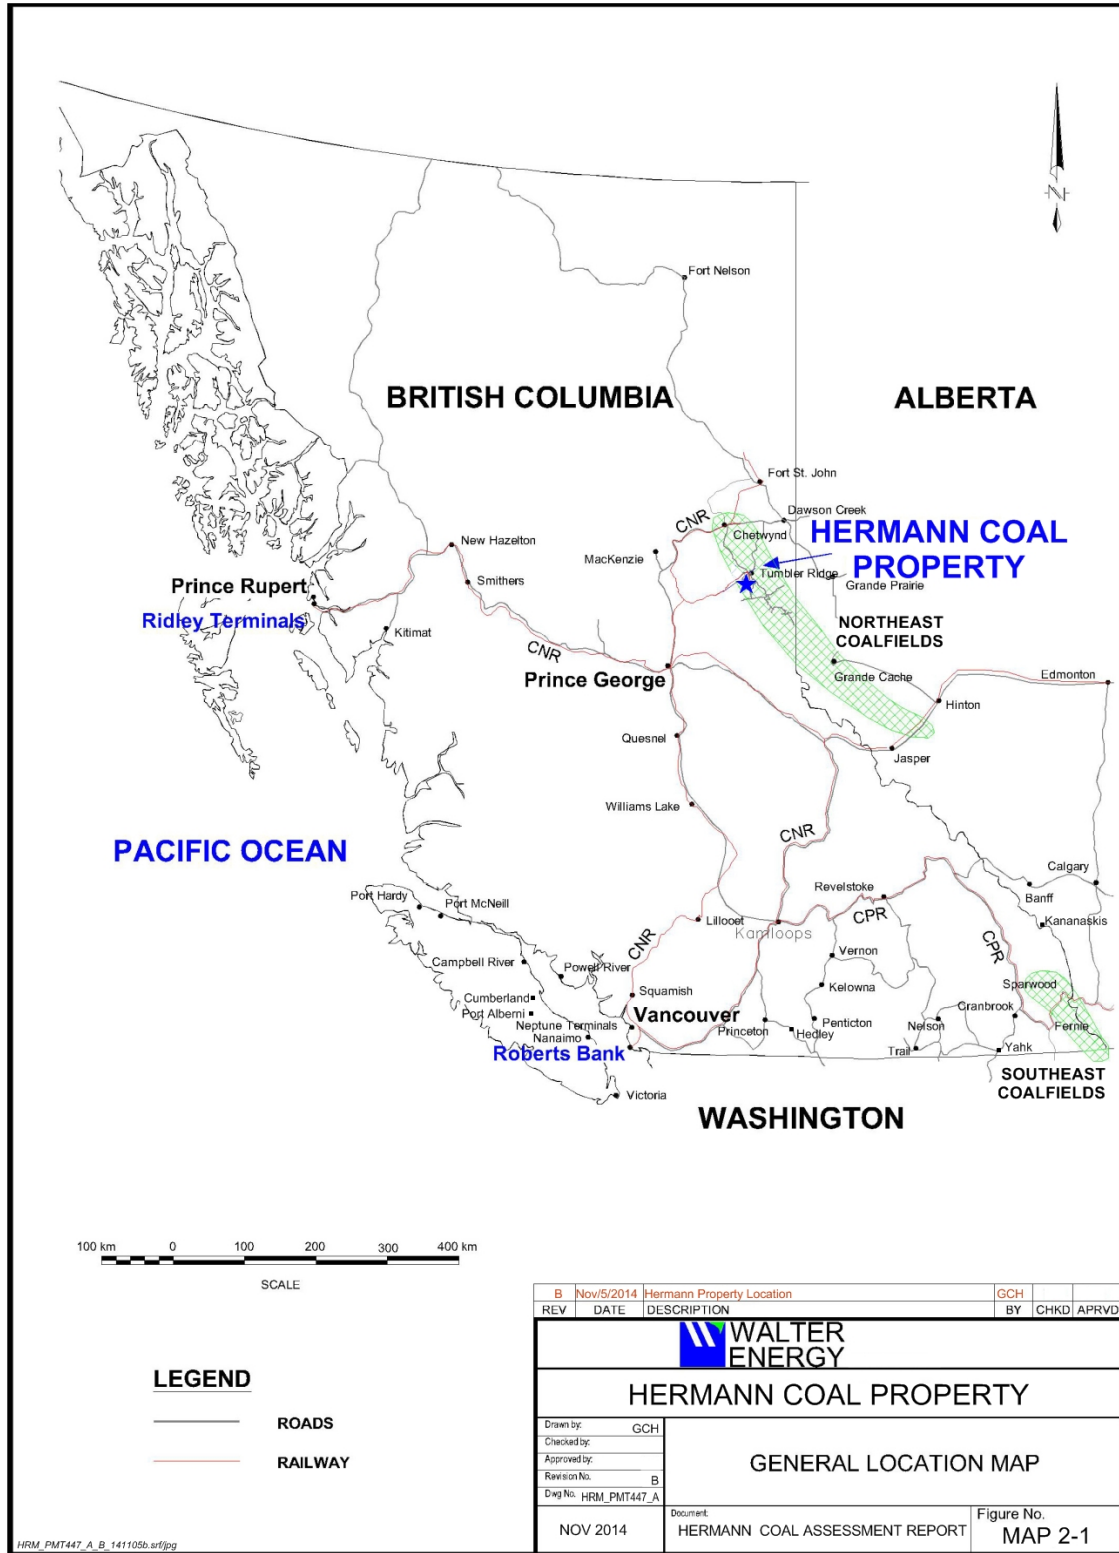 N
Fort Nelson
BRITISH COLUMBIA
ALBERTA
Fort St. John
Dawson Creek
CNR
Chetwynd
HERMANN COAL
PROPERTY
New Hazelton
MacKenzie
Tumbler Ridge
Smithers
Grande Prairie
Prince Rupert
Ridley Terminals
Kitimat
NORTHEAST
COALFIELDS
CNR
Prince George
Grande Cache
Edmonton
Hinton
Quesnel
Jasper
Williams Lake
CNR
PACIFIC OCEAN
Calgary
Revelstoke
Banff
Port Hardy
Port McNeill
Lillooet
CPR
Kananaskis
Kamloops
CNR
CPR
Vernon
Campbell River
Powell River
Sparwood
Kelowna
Squamish
Cumberland
Cranbrook
Port Alberni
Vancouver
Neptune Terminals
Princeton
Penticton
Nelson
Fernie
Nanaimo
Hedley
Roberts Bank
Trail
Yahk
SOUTHEAST
COALFIELDS
Victoria
WASHINGTON
100 km 0 100 200 300 400 km
SCALE
B Nov/5/2014 Hermann Property Location GCH
REV DATE DESCRIPTION BY CHKD APRVD
WALTER
ENERGY
LEGEND
HERMANN COAL PROPERTY
ROADS
RAILWAY
Drawn by: GCH
Checked by:
Approved by:
Revision No. B
Dwg No. HRM_PMT447_A
GENERAL LOCATION MAP
NOV 2014
Document:
HERMANN COAL ASSESSMENT REPORT
Figure No.
MAP 2-1
HRM_PMT447_A_B_141105b.srf/jpg